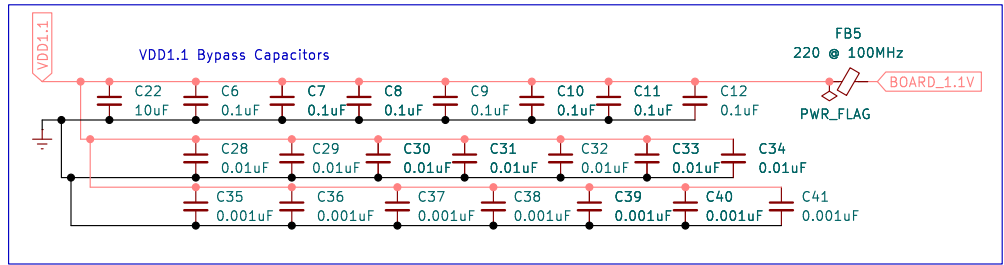 FB5
VDD1.1
VDD1.1 Bypass Capacitors
220 @ 100MHz
BOARD_1.1V
C22 C6 C7 C8 C9 C10 C11 C12
10uF 0.1uF 0.1uF 0.1uF 0.1uF 0.1uF 0.1uF 0.1uF
PWR_FLAG
C28 C29 C30 C31 C32 C33 C34
0.01uF 0.01uF 0.01uF 0.01uF 0.01uF 0.01uF 0.01uF
C35 C36 C37 C38 C39 C40 C41
0.001uF 0.001uF 0.001uF 0.001uF 0.001uF 0.001uF 0.001uF